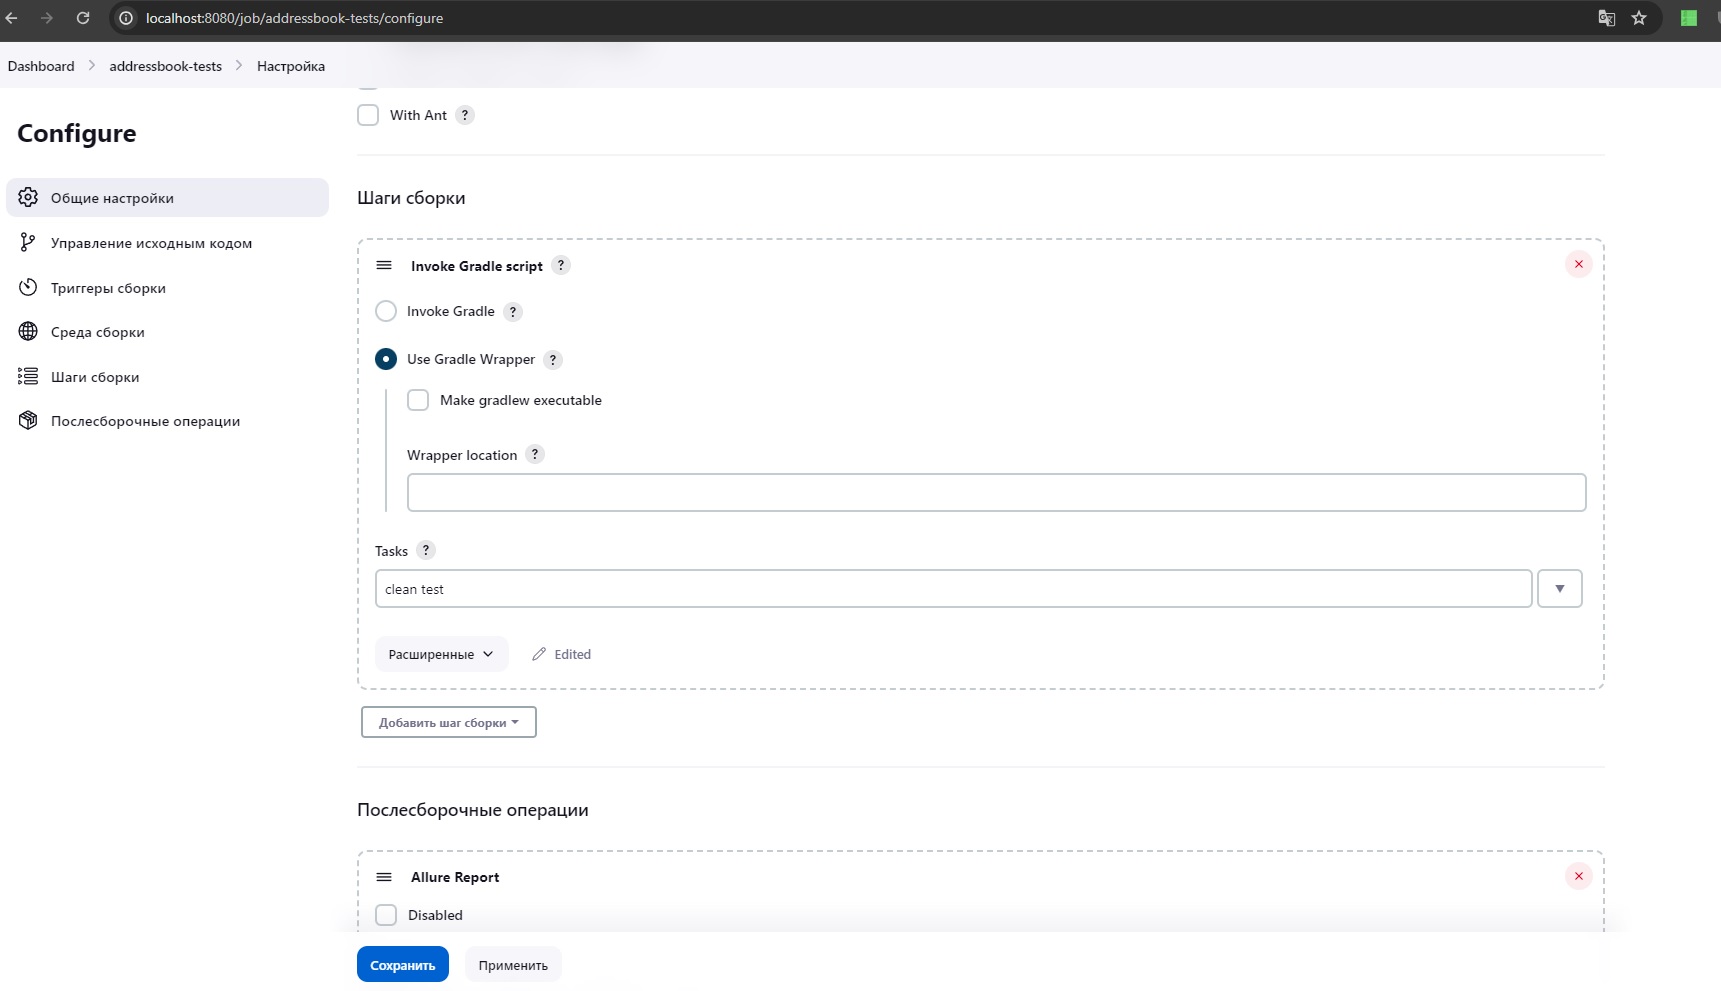 localhost:8080/job/addressbook-tests/configure
Dashboard > addressbook-tests > Настройка
Configure
Общие настройки
Управление исходным кодом
Триггеры сборки
Среда сборки
Шаги сборки
Послесборочные операции
With Ant ?
Шаги сборки
Invoke Gradle script ?
Invoke Gradle ?
Use Gradle Wrapper ?
Make gradlew executable
Wrapper location ?
Tasks ?
clean test
Расширенные
Edited
Добавить шаг сборки
Послесборочные операции
Allure Report
Disabled
Сохранить
Применить